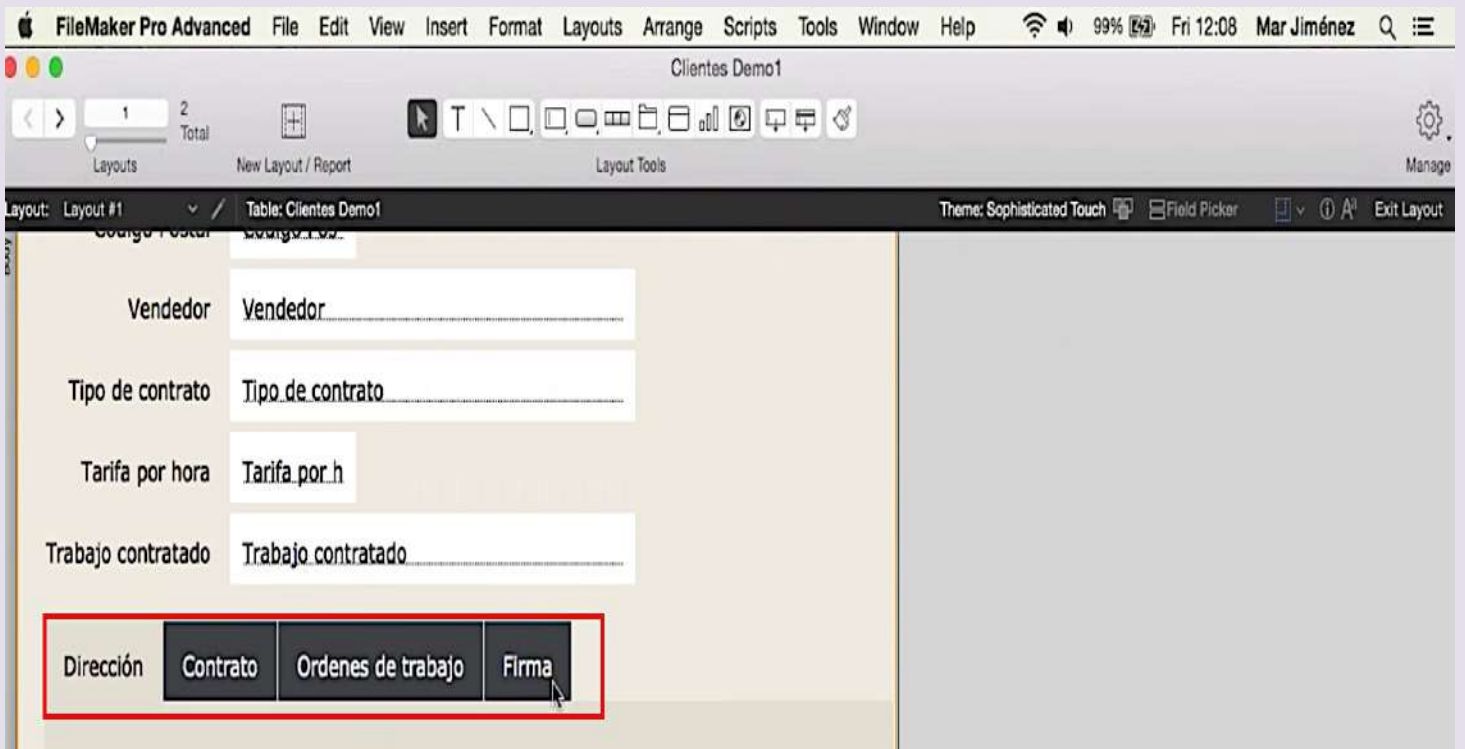 FileMaker Pro Advanced File Edit View Insert Format Layouts Arrange Scripts Tools Window Help 99% Fri 12:08 Mar Jiménez
Clientes Demo1
1 2
Total
Layouts New Layout / Report Layout Tools Manage
Layout: Layout #1 Table: Clientes Demo1 Theme: Sophisticated Touch Field Picker Exit Layout
Body
Vendedor Vendedor
Tipo de contrato Tipo de contrato
Tarifa por hora Tarifa por h
Trabajo contratado Trabajo contratado
Dirección Contrato Ordenes de trabajo Firma